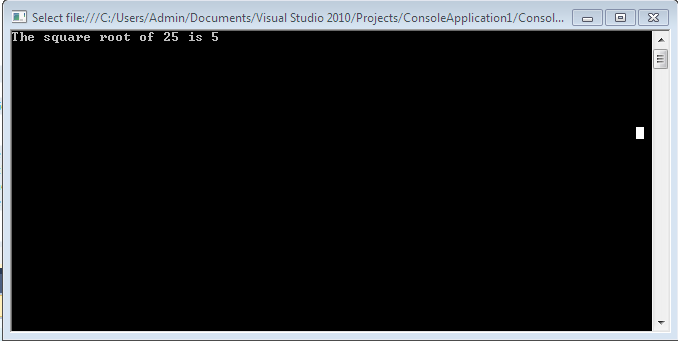 Select file:///C:/Users/Admin/Documents/Visual Studio 2010/Projects/ConsoleApplication1/Consol...
The square root of 25 is 5